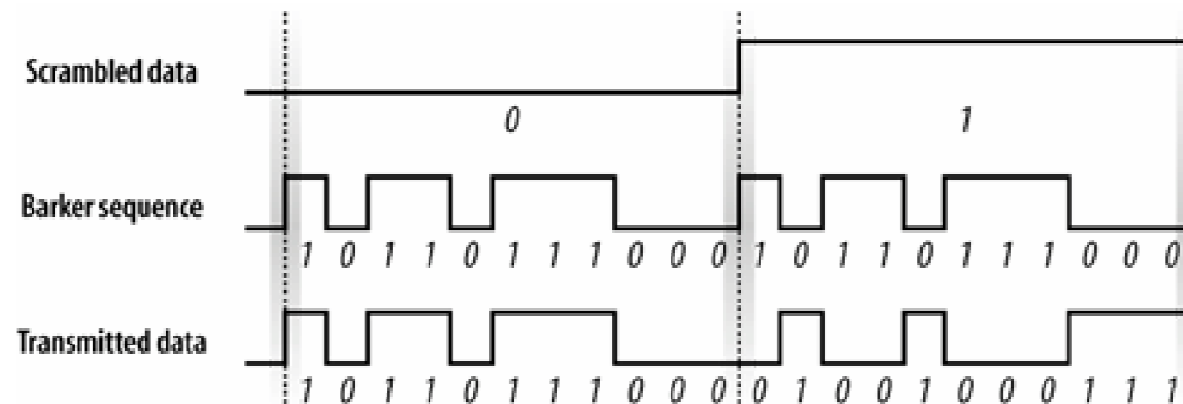 Scrambled data
0 1
Barker sequence
1 0 1 1 0 1 1 1 0 0 0 1 0 1 1 0 1 1 1 0 0 0
Transmitted data
1 0 1 1 0 1 1 1 0 0 0 0 1 0 0 1 0 0 0 1 1 1